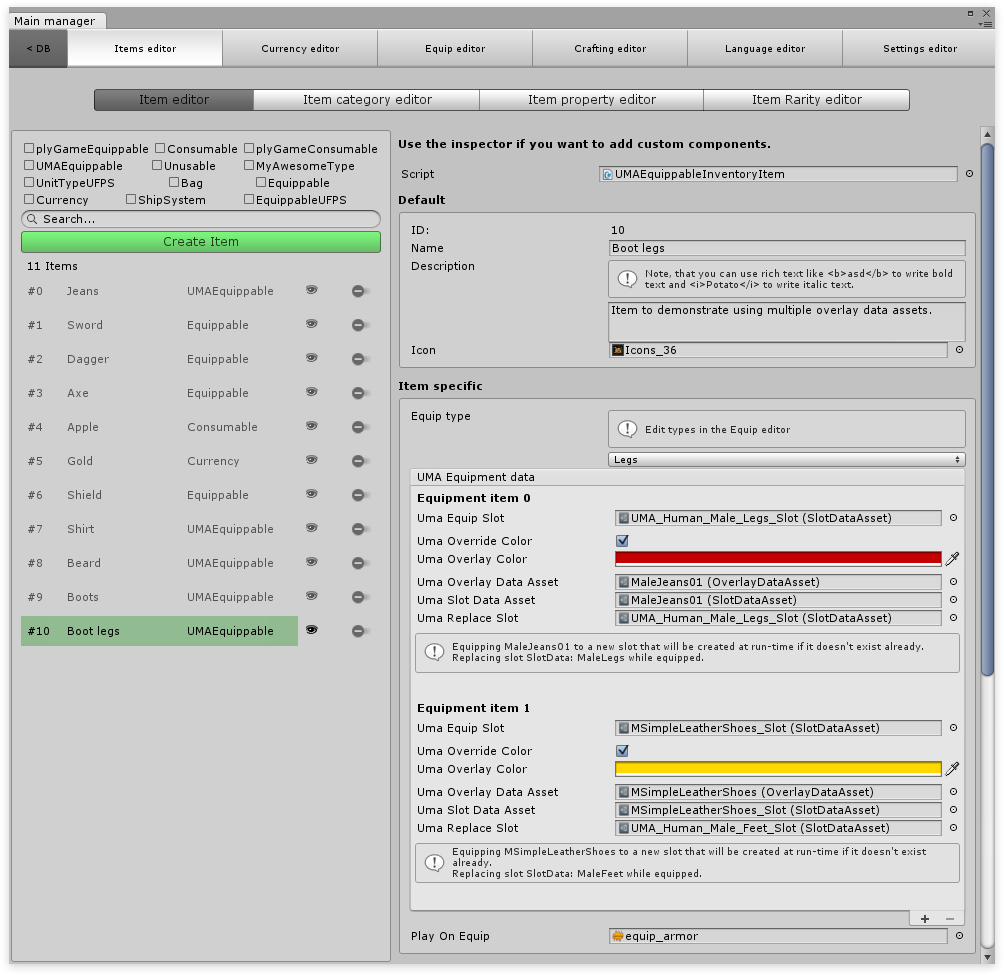 Main manager
< DB
Items editor
Currency editor
Equip editor
Crafting editor
Language editor
Settings editor
Item editor
Item category editor
Item property editor
Item Rarity editor
plyGameEquippable Consumable plyGameConsumable
UMAEquippable Unusable MyAwesomeType
UnitTypeUFPS Bag Equippable
Currency ShipSystem EquippableUFPS
Search...
Create Item
11 Items
#0 Jeans UMAEquippable
#1 Sword Equippable
#2 Dagger Equippable
#3 Axe Equippable
#4 Apple Consumable
#5 Gold Currency
#6 Shield Equippable
#7 Shirt UMAEquippable
#8 Beard UMAEquippable
#9 Boots UMAEquippable
#10 Boot legs UMAEquippable
Use the inspector if you want to add custom components.
Script UMAEquippableInventoryItem
Default
ID: 10
Name Boot legs
Description
Note, that you can use rich text like <b>asd</b> to write bold
text and <i>Potato</i> to write italic text.
Item to demonstrate using multiple overlay data assets.
Icon Icons_36
Item specific
Equip type
Edit types in the Equip editor
Legs
UMA Equipment data
Equipment item 0
Uma Equip Slot UMA_Human_Male_Legs_Slot (SlotDataAsset)
Uma Override Color
Uma Overlay Color
Uma Overlay Data Asset MaleJeans01 (OverlayDataAsset)
Uma Slot Data Asset MaleJeans01 (SlotDataAsset)
Uma Replace Slot UMA_Human_Male_Legs_Slot (SlotDataAsset)
Equipping MaleJeans01 to a new slot that will be created at run-time if it doesn't exist already.
Replacing slot SlotData: MaleLegs while equipped.
Equipment item 1
Uma Equip Slot MSimpleLeatherShoes_Slot (SlotDataAsset)
Uma Override Color
Uma Overlay Color
Uma Overlay Data Asset MSimpleLeatherShoes (OverlayDataAsset)
Uma Slot Data Asset MSimpleLeatherShoes_Slot (SlotDataAsset)
Uma Replace Slot UMA_Human_Male_Feet_Slot (SlotDataAsset)
Equipping MSimpleLeatherShoes to a new slot that will be created at run-time if it doesn't exist
already.
Replacing slot SlotData: MaleFeet while equipped.
Play On Equip equip_armor